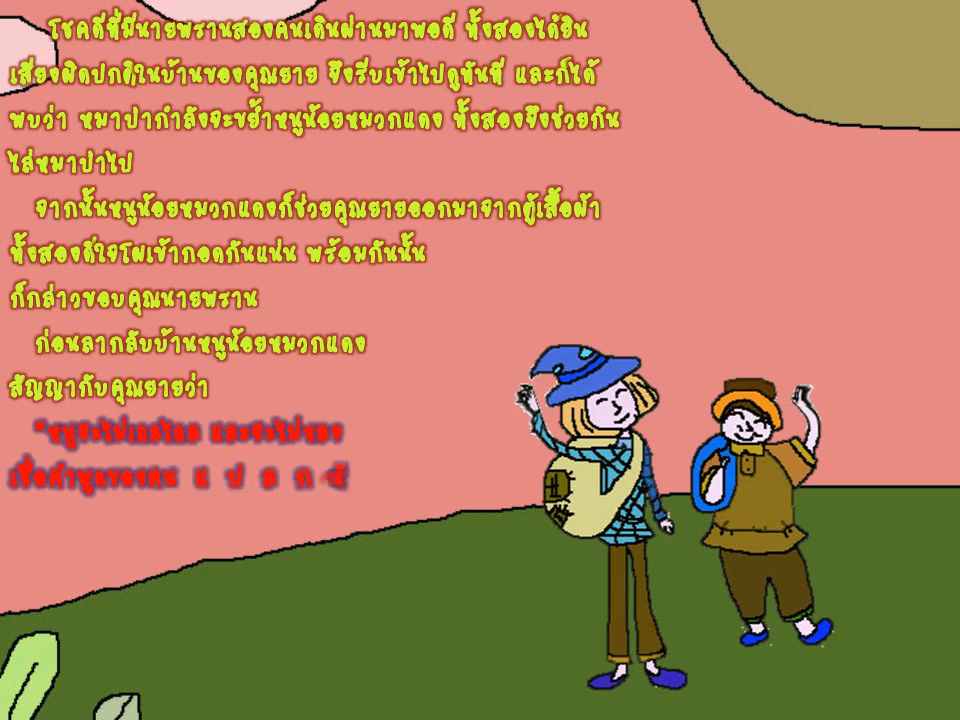 โชคดีที่มีนายพรานสองคนเดินผ่านมาพอดี ทั้งสองได้ยิน
เสียงผิดปกติในบ้านของคุณยาย จึงรีบเข้าไปดูทันที และก็ได้
พบว่า หมาป่ากำลังจะขย้ำหนูน้อยหมวกแดง ทั้งสองจึงช่วยกัน
ไล่หมาป่าไป
จากนั้นหนูน้อยหมวกแดงก็ช่วยคุณยายออกมาจากตู้เสื้อผ้า
ทั้งสองดีใจโผเข้ากอดกันแน่น พร้อมกันนั้น
ก็กล่าวขอบคุณนายพราน
ก่อนลากลับบ้านหนูน้อยหมวกแดง
สัญญากับคุณยายว่า
"หนูจะไม่เถลไถล และจะไม่หลง
เชื่อคำพูดของคน แ ป ล ก ห